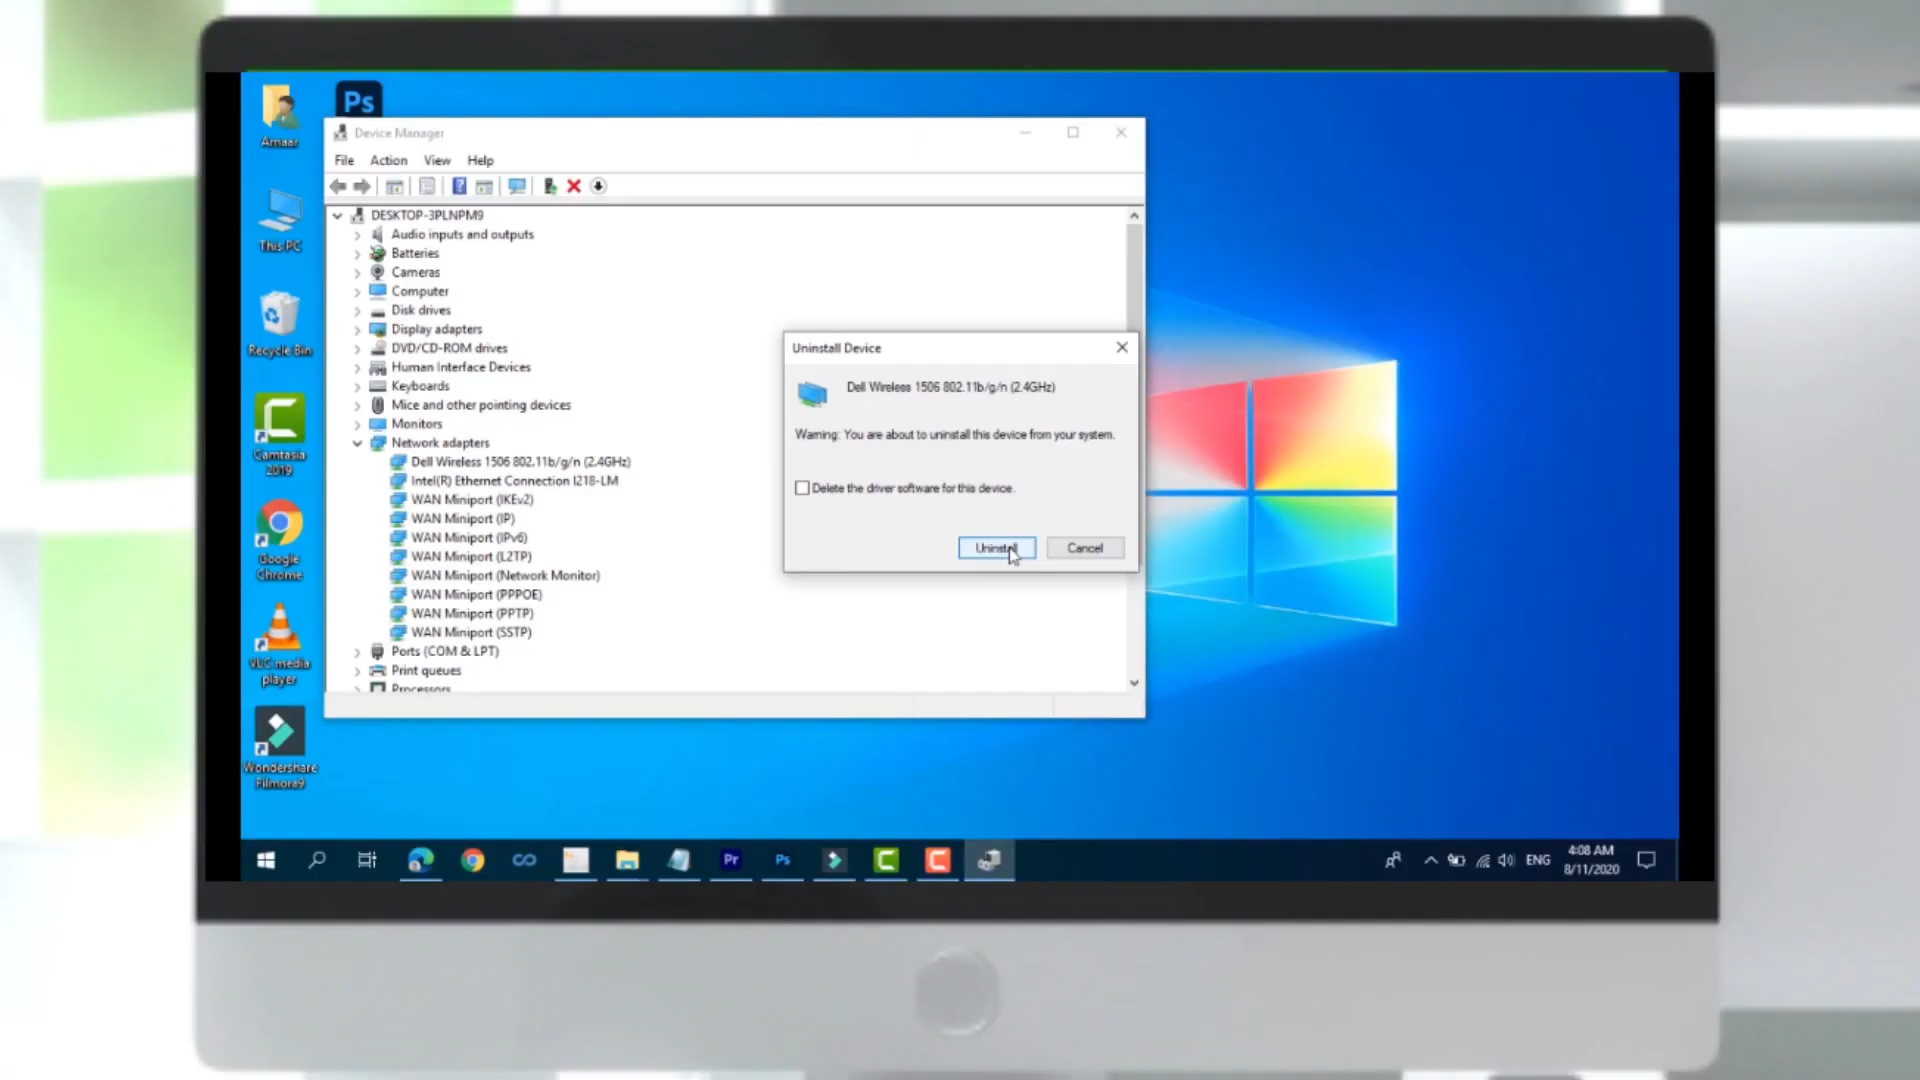 Ps
Amaar
This PC
Recycle Bin
Camtasia
2019
Google
Chrome
VLC media
player
Wondershare
Filmora9
Device Manager
File Action View Help
DESKTOP-3PLNPM9
Audio inputs and outputs
Batteries
Cameras
Computer
Disk drives
Display adapters
DVD/CD-ROM drives
Human Interface Devices
Keyboards
Mice and other pointing devices
Monitors
Network adapters
Dell Wireless 1506 802.11b/g/n (2.4GHz)
Intel(R) Ethernet Connection I218-LM
WAN Miniport (IKEv2)
WAN Miniport (IP)
WAN Miniport (IPv6)
WAN Miniport (L2TP)
WAN Miniport (Network Monitor)
WAN Miniport (PPPOE)
WAN Miniport (PPTP)
WAN Miniport (SSTP)
Ports (COM & LPT)
Print queues
Processors
Uninstall Device
Dell Wireless 1506 802.11b/g/n (2.4GHz)
Warning: You are about to uninstall this device from your system.
Delete the driver software for this device.
Uninstall Cancel
Pr Ps
ENG
4:08 AM
8/11/2020